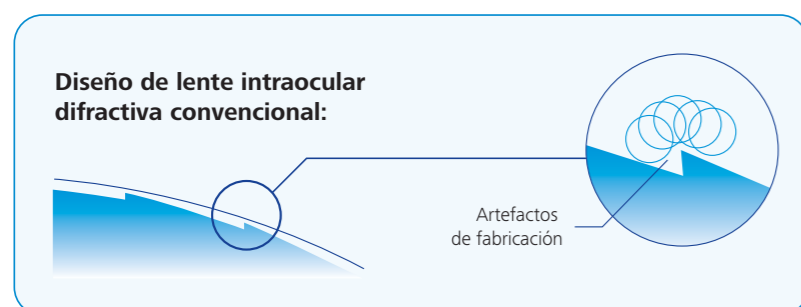 Diseño de lente intraocular
difractiva convencional:
Artefactos
de fabricación